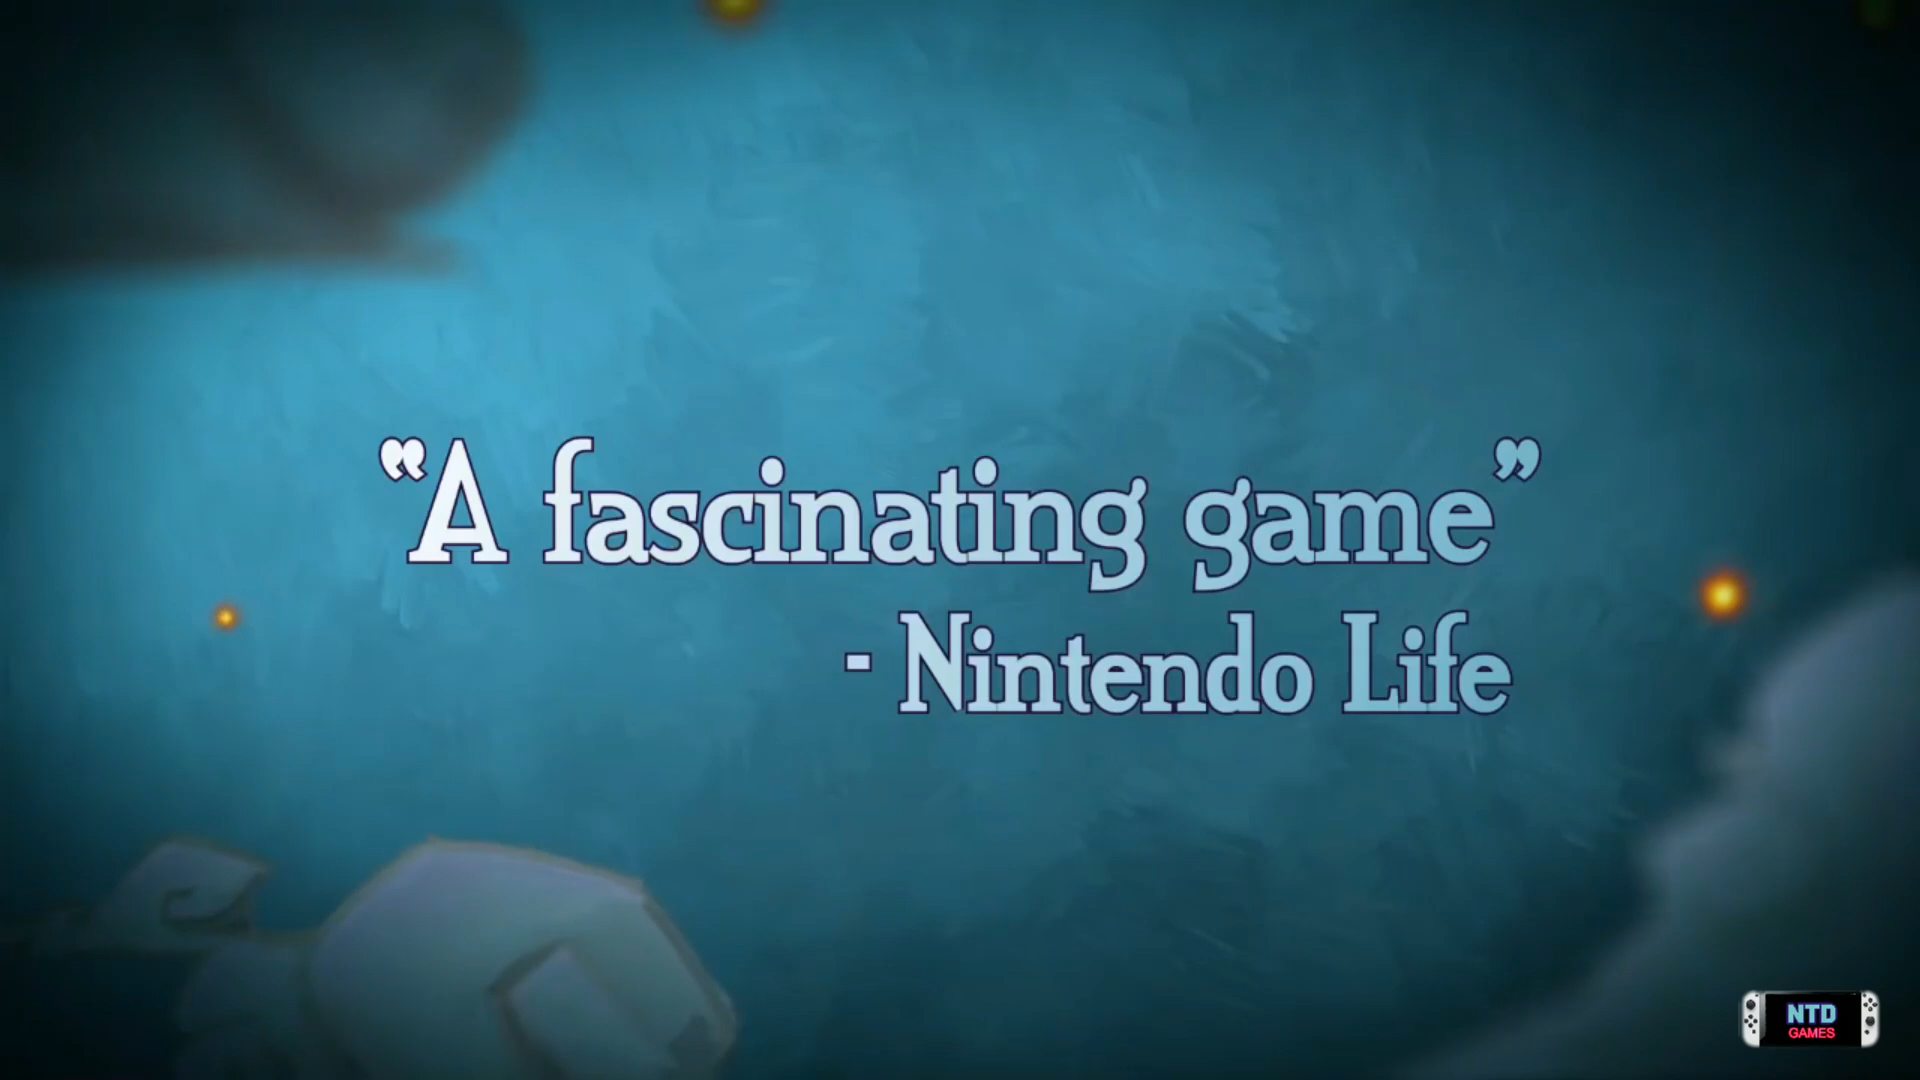 “A fascinating game”
- Nintendo Life
NTD
GAMES